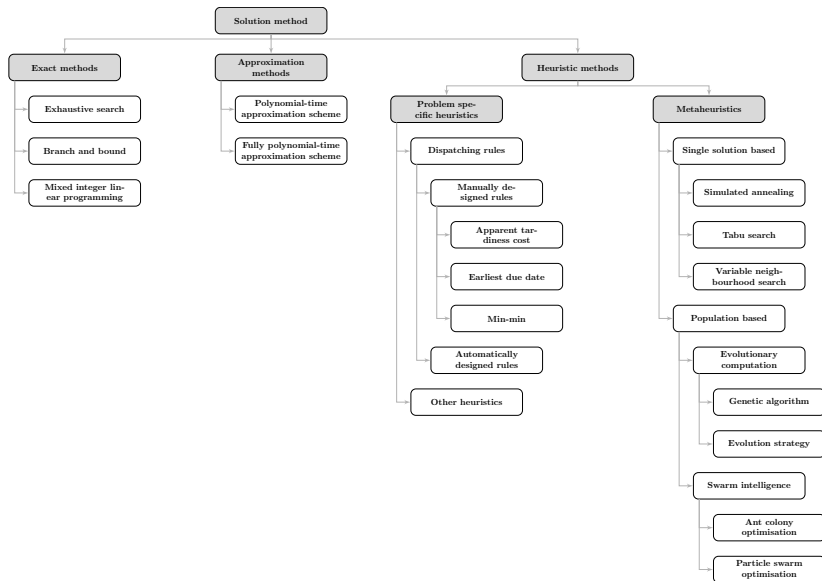 Solution method
Exact methods
Approximation
methods
Heuristic methods
Exhaustive search
Branch and bound
Mixed integer lin-
ear programming
Polynomial-time
approximation scheme
Fully polynomial-time
approximation scheme
Problem spe-
cific heuristics
Dispatching rules
Manually de-
signed rules
Apparent tar-
diness cost
Earliest due date
Min-min
Automatically
designed rules
Other heuristics
Metaheuristics
Single solution based
Simulated annealing
Tabu search
Variable neigh-
bourhood search
Population based
Evolutionary
computation
Genetic algorithm
Evolution strategy
Swarm intelligence
Ant colony
optimisation
Particle swarm
optimisation